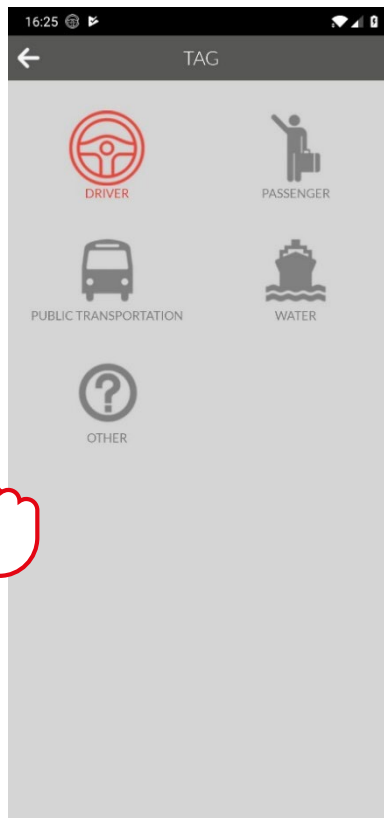 16:25
TAG
DRIVER
PASSENGER
PUBLIC TRANSPORTATION
WATER
OTHER